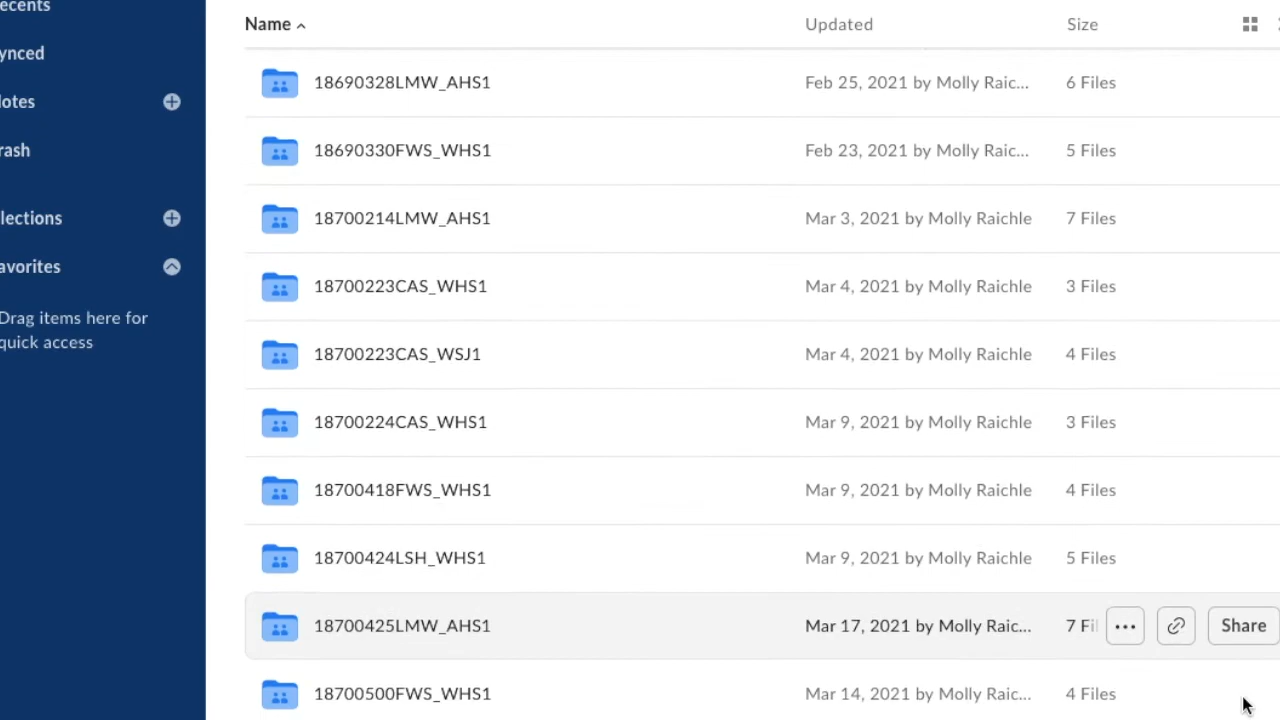 ecents
ynced
lotes
rash
llections
avorites
Drag items here for
quick access
Name Updated Size
18690328LMW_AHS1 Feb 25, 2021 by Molly Raic... 6 Files
18690330FWS_WHS1 Feb 23, 2021 by Molly Raic... 5 Files
18700214LMW_AHS1 Mar 3, 2021 by Molly Raichle 7 Files
18700223CAS_WHS1 Mar 4, 2021 by Molly Raichle 3 Files
18700223CAS_WSJ1 Mar 4, 2021 by Molly Raichle 4 Files
18700224CAS_WHS1 Mar 9, 2021 by Molly Raichle 3 Files
18700418FWS_WHS1 Mar 9, 2021 by Molly Raichle 4 Files
18700424LSH_WHS1 Mar 9, 2021 by Molly Raichle 5 Files
18700425LMW_AHS1 Mar 17, 2021 by Molly Raic... 7 Fi ... Share
18700500FWS_WHS1 Mar 14, 2021 by Molly Raic... 4 Files